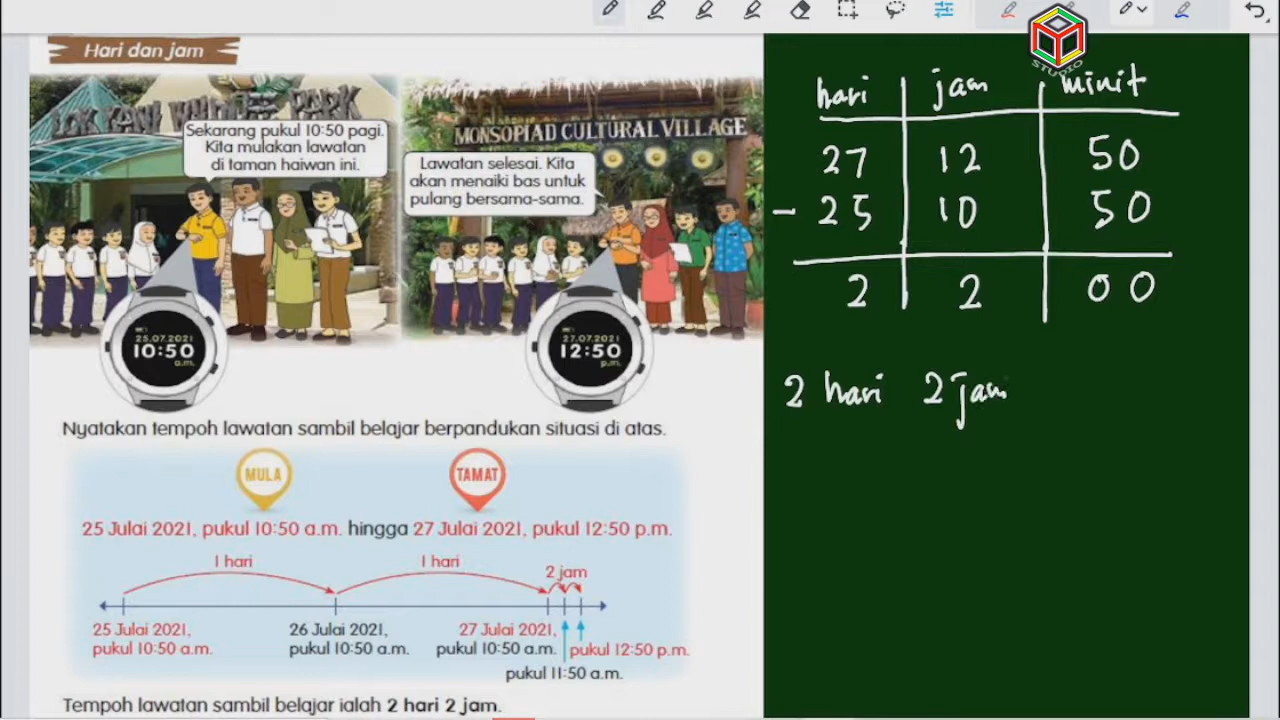 STUDIO
Hari dan jam
LOK KAWI WILDLIFE PARK
Sekarang pukul 10:50 pagi.
Kita mulakan lawatan
di taman haiwan ini.
MONSOPIAD CULTURAL VILLAGE
Lawatan selesai. Kita
akan menaiki bas untuk
pulang bersama-sama.
25.07.2021
10:50
a.m.
27.07.2021
12:50
p.m.
Nyatakan tempoh lawatan sambil belajar berpandukan situasi di atas.
MULA
TAMAT
25 Julai 2021, pukul 10:50 a.m. hingga 27 Julai 2021, pukul 12:50 p.m.
1 hari
1 hari
2 jam
25 Julai 2021,
pukul 10:50 a.m.
26 Julai 2021,
pukul 10:50 a.m.
27 Julai 2021,
pukul 10:50 a.m.
pukul 12:50 p.m.
pukul 11:50 a.m.
Tempoh lawatan sambil belajar ialah 2 hari 2 jam.
hari jam minit
27 12 50
- 25 10 50
2 2 00
2 hari 2 jam